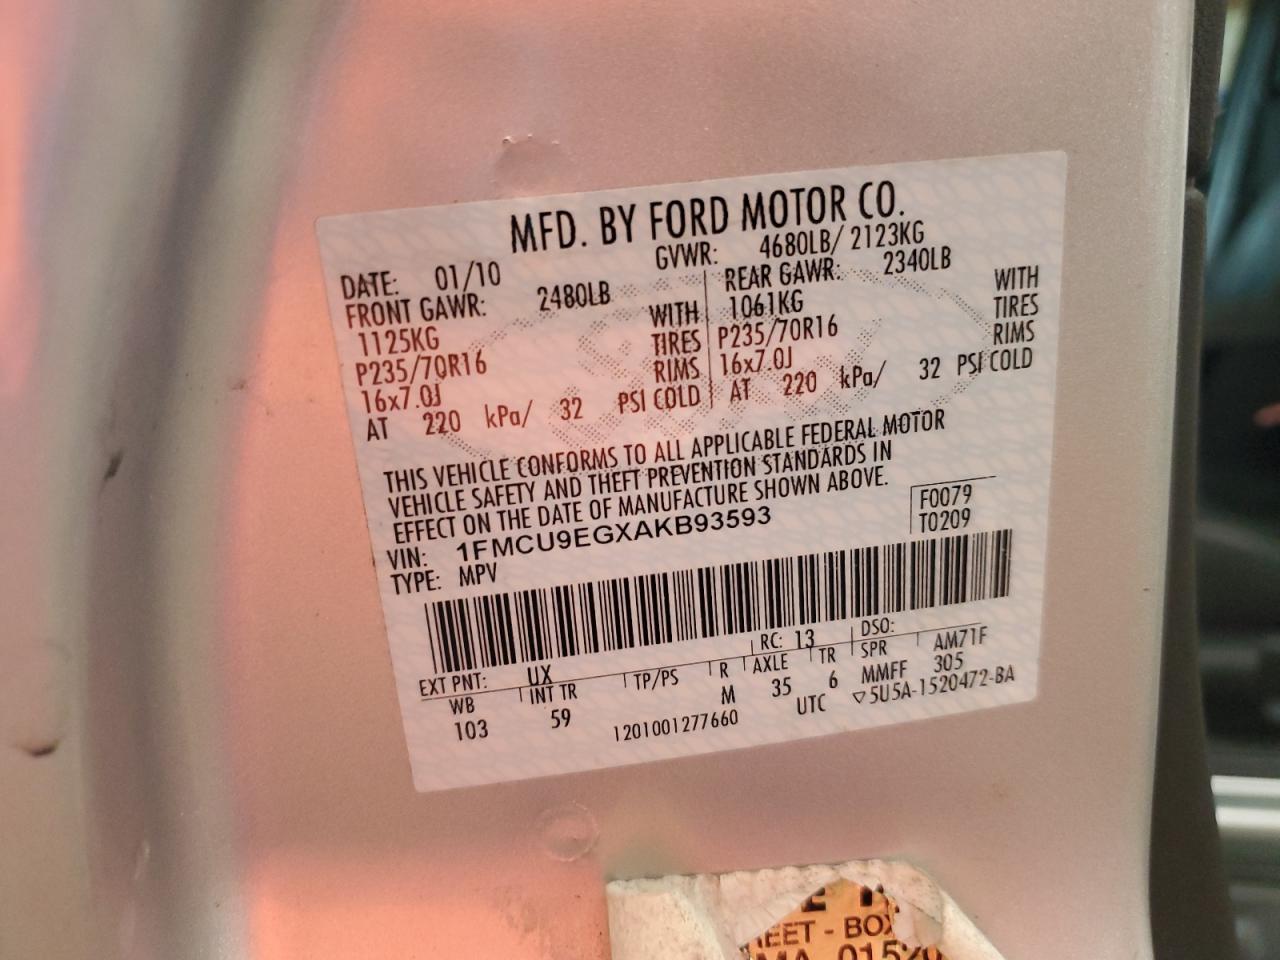 MFD. BY FORD MOTOR CO.
DATE: 01/10 GVWR: 4680LB/ 2123KG
FRONT GAWR: 2480LB REAR GAWR: 2340LB
1125KG WITH 1061KG WITH
P235/70R16 TIRES P235/70R16 TIRES
16x7.0J RIMS 16x7.0J RIMS
AT 220 kPa/ 32 PSI COLD AT 220 kPa/ 32 PSI COLD
THIS VEHICLE CONFORMS TO ALL APPLICABLE FEDERAL MOTOR
VEHICLE SAFETY AND THEFT PREVENTION STANDARDS IN
EFFECT ON THE DATE OF MANUFACTURE SHOWN ABOVE.
VIN: 1FMCU9EGXAKB93593 F0079
TYPE: MPV T0209
EXT PNT: UX RC: 13 DSO:
WB INT TR TP/PS R AXLE TR SPR AM71F
103 59 M 35 6 MMFF 305
1201001277660 UTC ▽5U5A-1520472-BA
REET - BOX
MA 01520